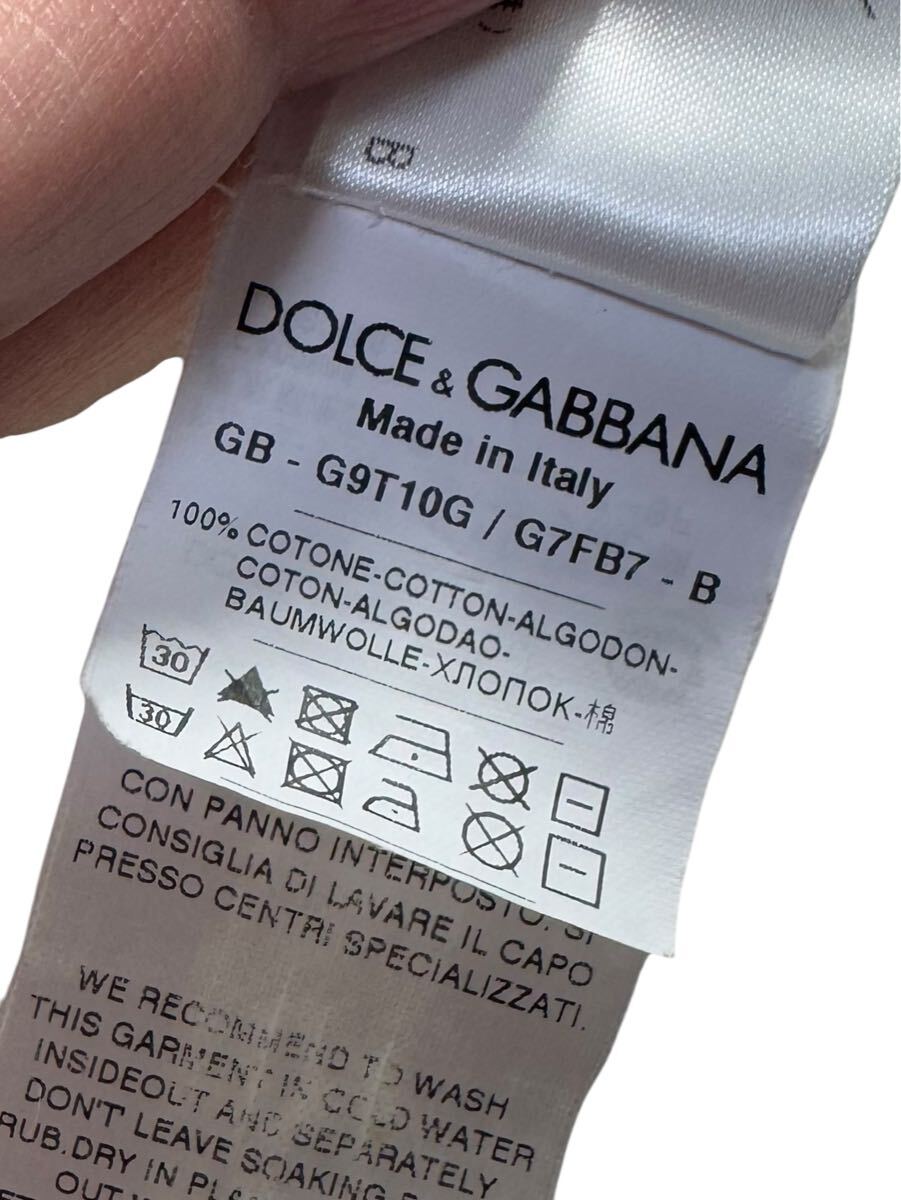 8
DOLCE & GABBANA
Made in Italy
GB - G9T10G / G7FB7 - B
100% COTONE-COTTON-ALGODON-
COTON-ALGODAO-
BAUMWOLLE-ХЛОПОК-棉
30
30
CON PANNO INTERPOSTO. SI
CONSIGLIA DI LAVARE IL CAPO
PRESSO CENTRI SPECIALIZZATI.
WE RECOMMEND TO WASH
THIS GARMENT IN COLD WATER
INSIDEOUT AND SEPARATELY
DON'T LEAVE SOAKING
RUB.DRY IN
OUT